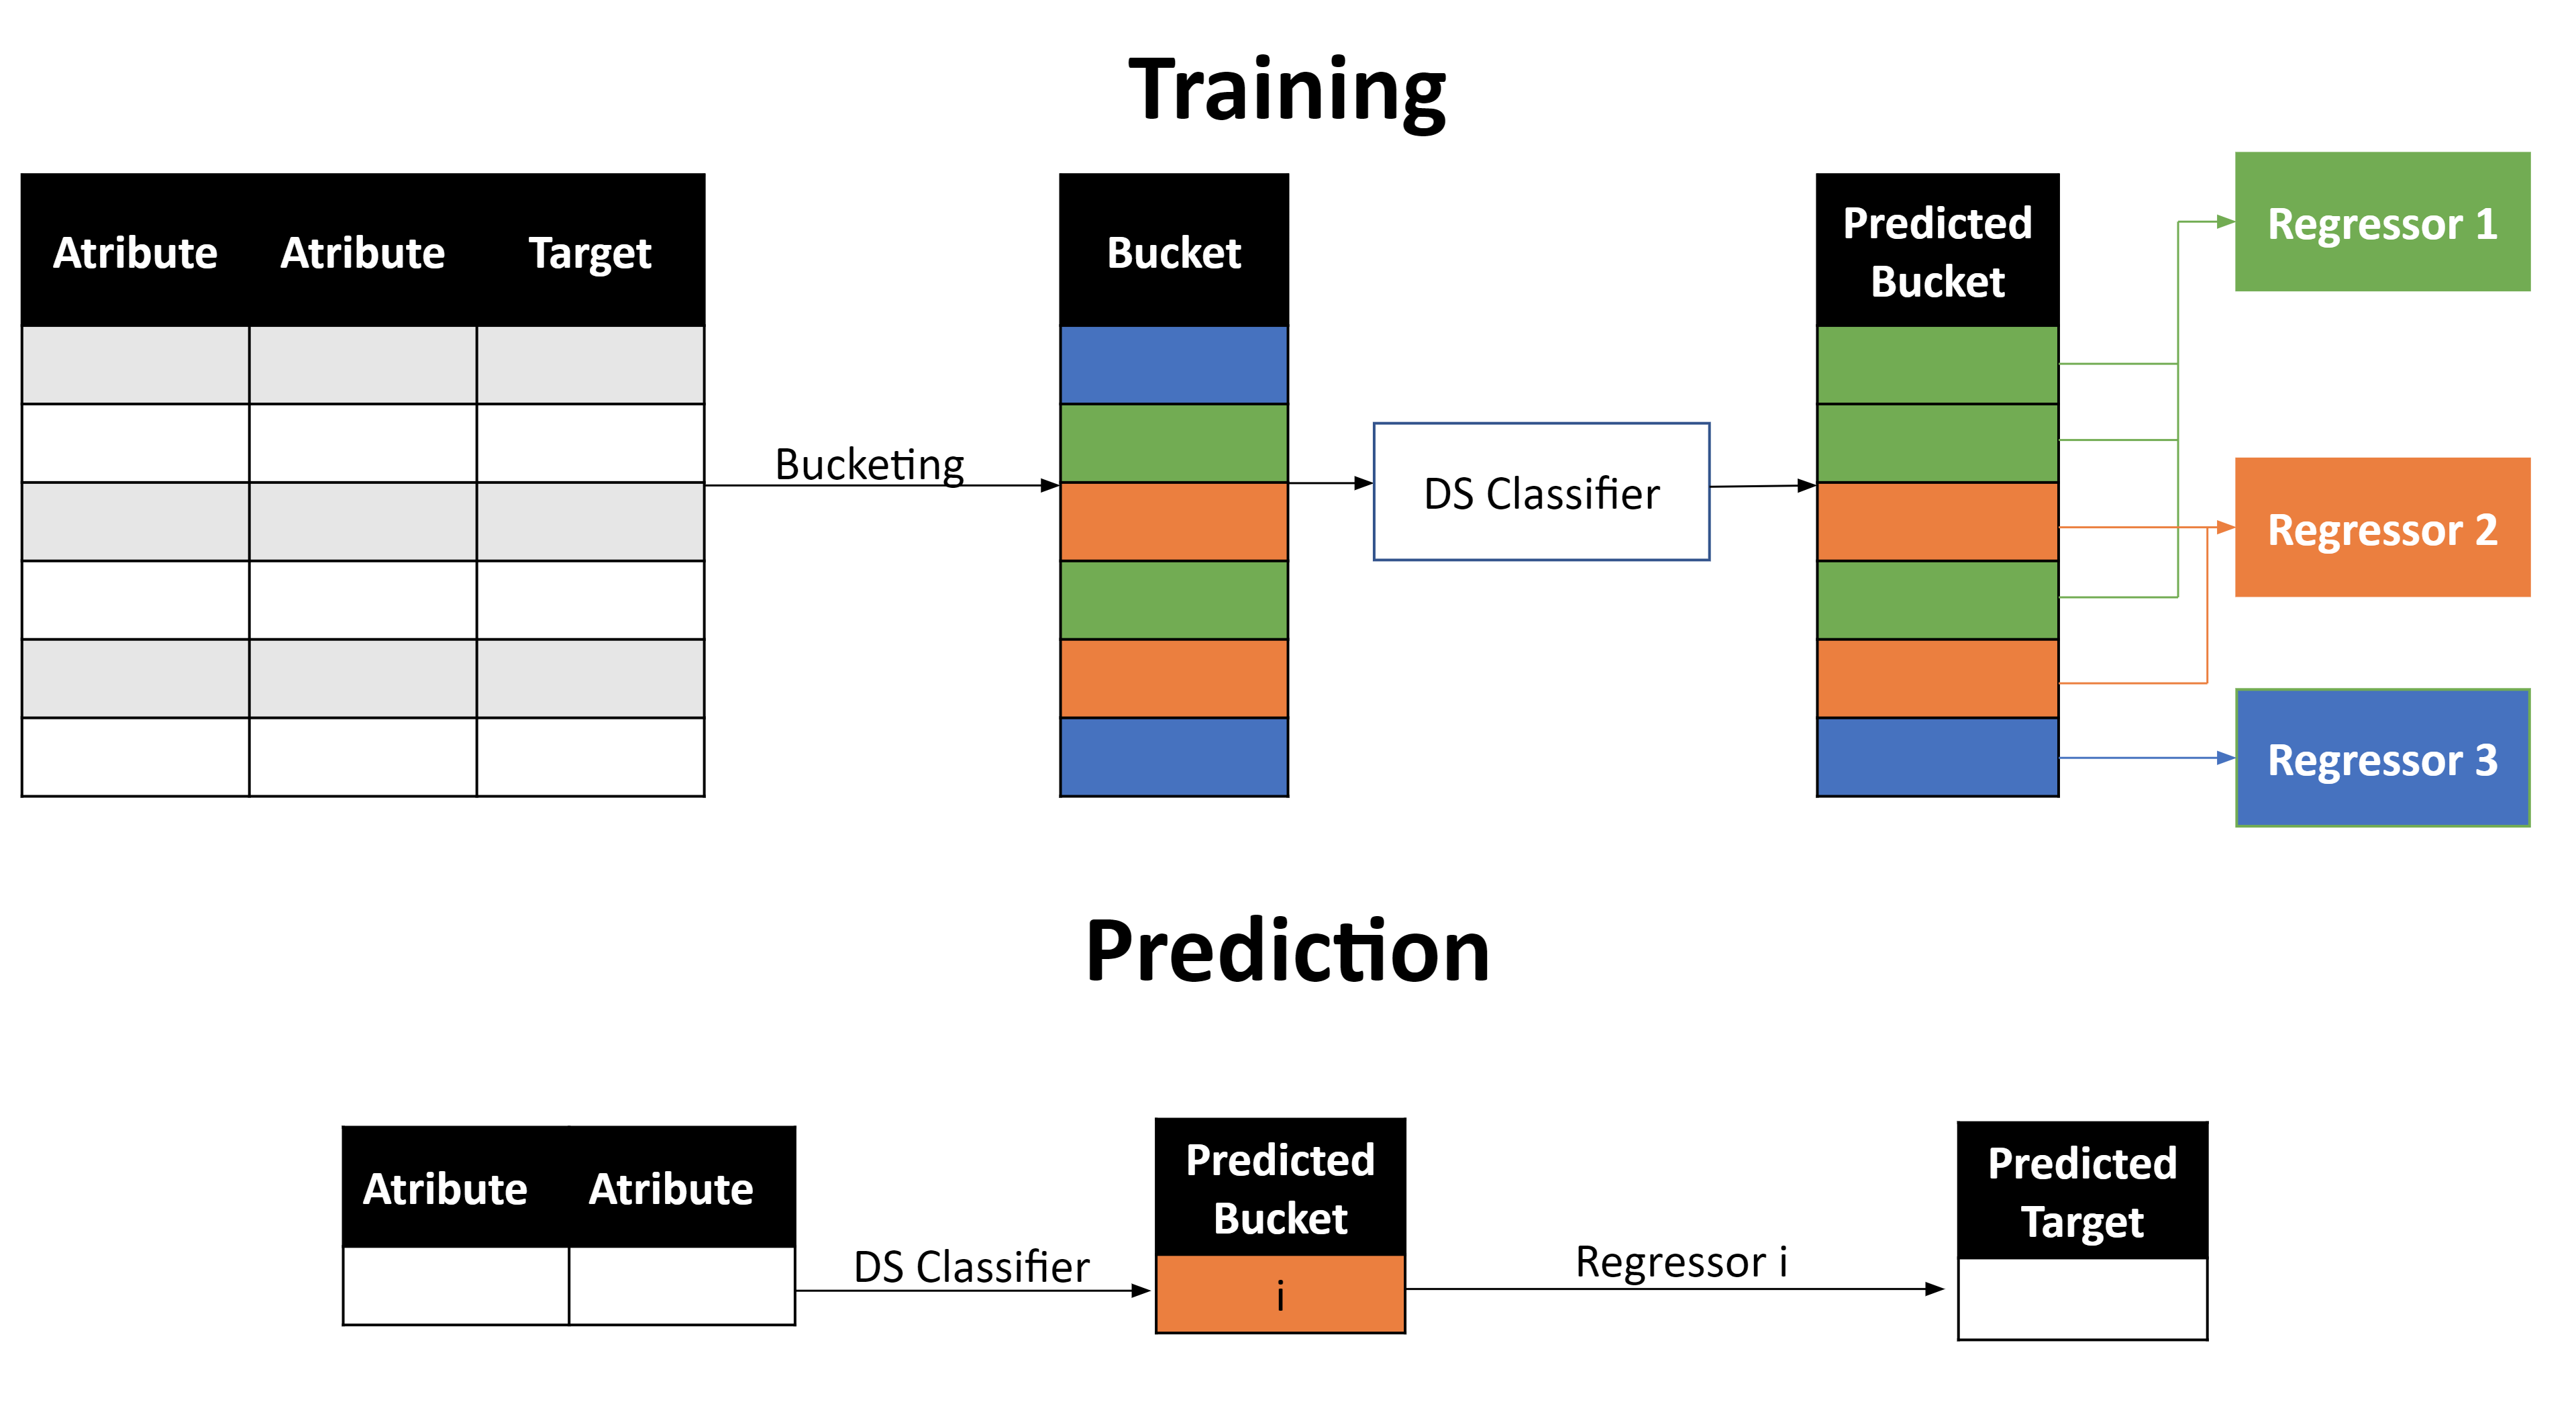 Training
Atribute Atribute Target
Bucket
Predicted
Bucket
Regressor 1
Bucketing
DS Classifier
Regressor 2
Regressor 3
Prediction
Atribute Atribute
DS Classifier
Predicted
Bucket
i
Regressor i
Predicted
Target